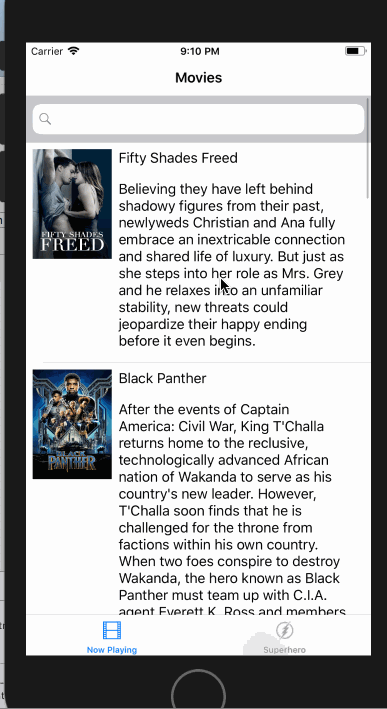 Carrier 9:10 PM
Movies
Fifty Shades Freed
Believing they have left behind
shadowy figures from their past,
newlyweds Christian and Ana fully
embrace an inextricable connection
and shared life of luxury. But just as
she steps into her role as Mrs. Grey
and he relaxes into an unfamiliar
stability, new threats could
jeopardize their happy ending
before it even begins.
FIFTY SHADES
FREED
Black Panther
After the events of Captain
America: Civil War, King T'Challa
returns home to the reclusive,
technologically advanced African
nation of Wakanda to serve as his
country's new leader. However,
T'Challa soon finds that he is
challenged for the throne from
factions within his own country.
When two foes conspire to destroy
Wakanda, the hero known as Black
Panther must team up with C.I.A.
agent Everett K. Ross and members
BLACK
PANTHER
Now Playing
Superhero